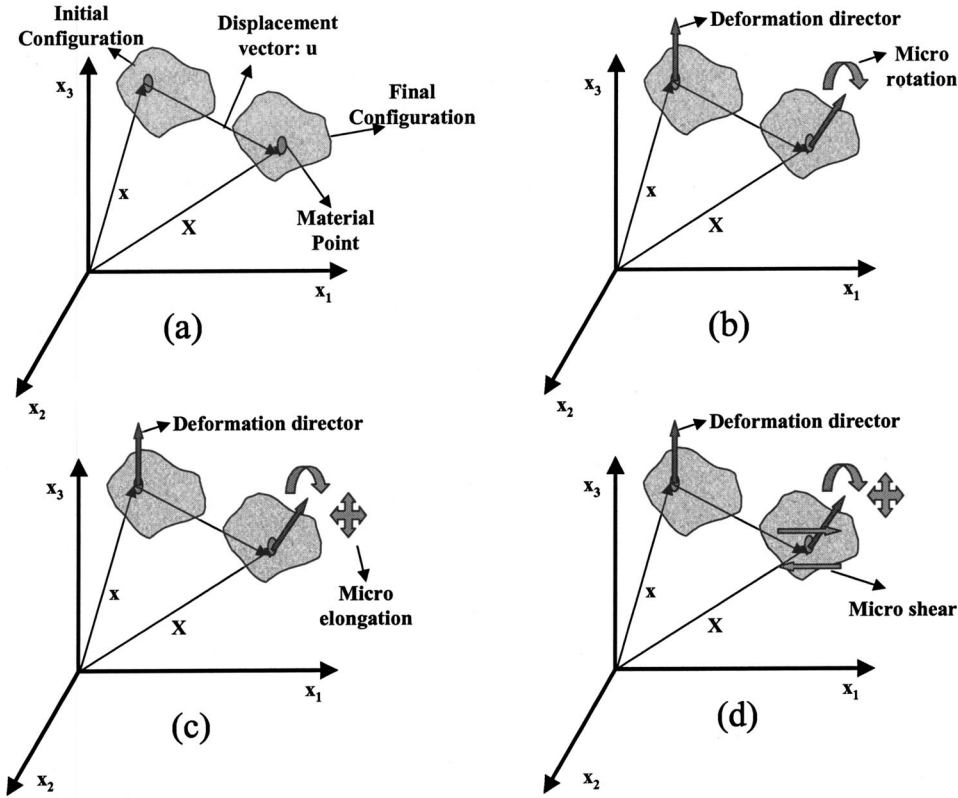 Initial
Configuration
Displacement
vector: u
x3
Final
Configuration
x
X
Material
Point
x1
(a)
x2
Deformation director
Micro
rotation
x3
x
X
x1
(b)
x2
Deformation director
x3
x
X
Micro
elongation
x1
(c)
x2
Deformation director
x3
x
X
Micro shear
x1
(d)
x2